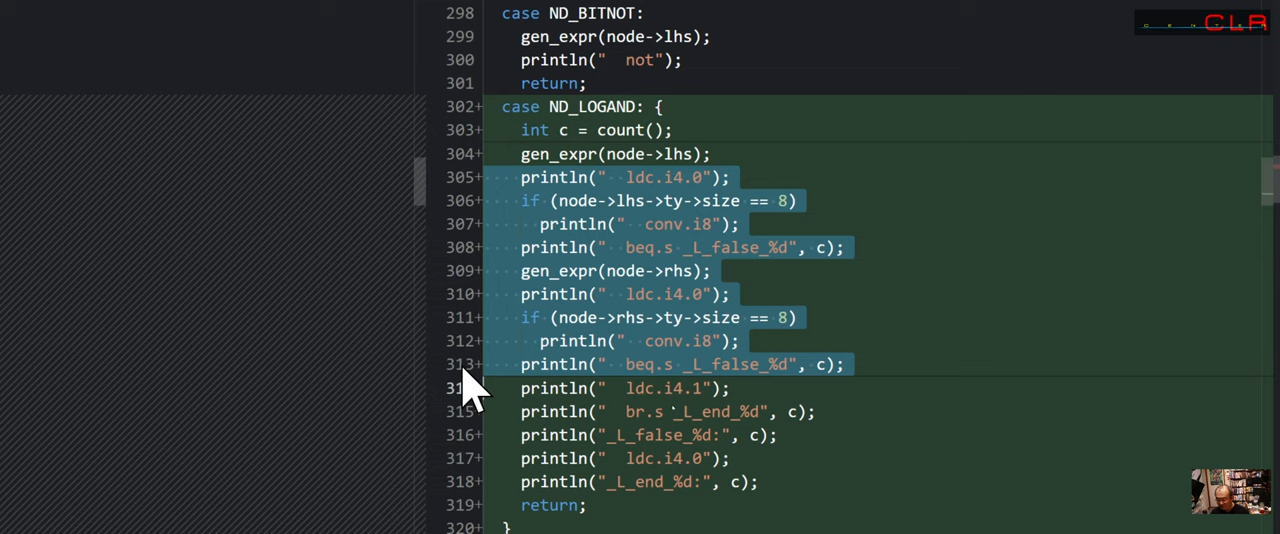 298 case ND_BITNOT:
299 gen_expr(node->lhs);
300 println("  not");
301 return;
302+ case ND_LOGAND: {
303+ int c = count();
304+ gen_expr(node->lhs);
305+ println("  ldc.i4.0");
306+ if (node->lhs->ty->size == 8)
307+ println("  conv.i8");
308+ println("  beq.s _L_false_%d", c);
309+ gen_expr(node->rhs);
310+ println("  ldc.i4.0");
311+ if (node->rhs->ty->size == 8)
312+ println("  conv.i8");
313+ println("  beq.s _L_false_%d", c);
println("  ldc.i4.1");
315 println("  br.s _L_end_%d", c);
316+ println("_L_false_%d:", c);
317+ println("  ldc.i4.0");
318+ println("_L_end_%d:", c);
319+ return;
320+ }
CENTER CLR